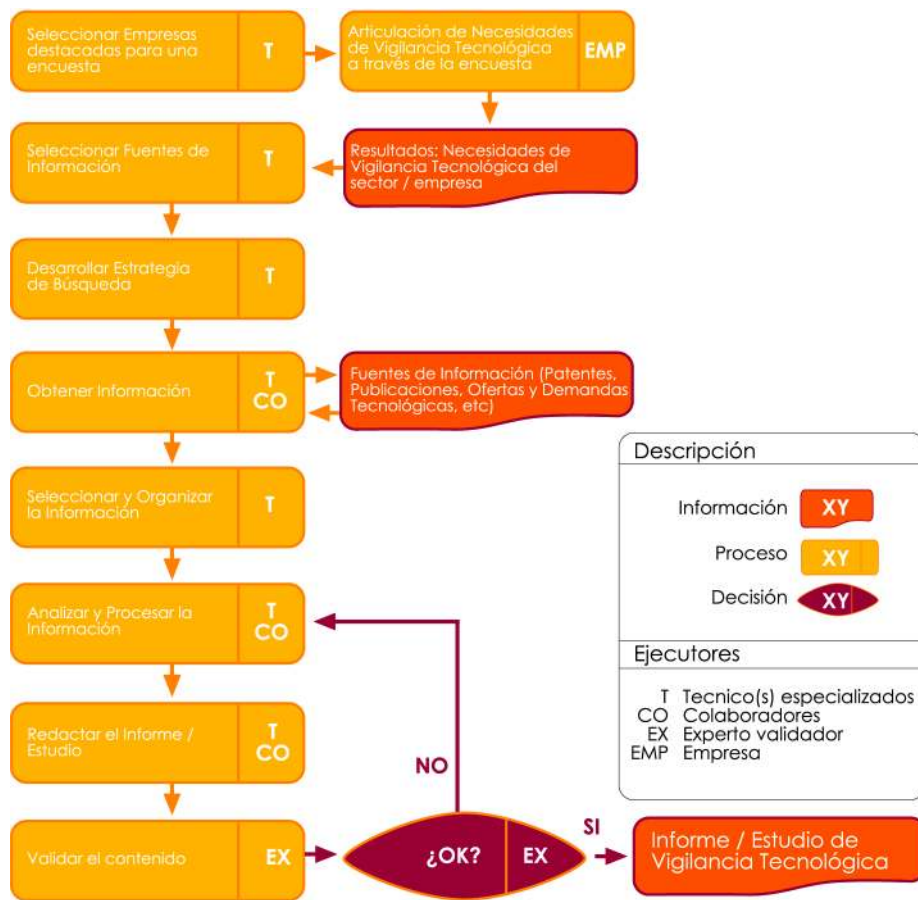 Seleccionar Empresas
destacadas para una
encuesta
T
Articulación de Necesidades
de Vigilancia Tecnológica
a través de la encuesta
EMP
Seleccionar Fuentes de
Información
T
Resultados: Necesidades de
Vigilancia Tecnológica del
sector / empresa
Desarrollar Estrategia
de Búsqueda
T
Obtener Información
T
CO
Fuentes de Información (Patentes,
Publicaciones, Ofertas y Demandas
Tecnológicas, etc)
Seleccionar y Organizar
la Información
T
Analizar y Procesar la
Información
T
CO
Redactar el Informe /
Estudio
T
CO
Validar el contenido
EX
NO
¿OK?
EX
SI
Informe / Estudio de
Vigilancia Tecnológica
Descripción
Información XY
Proceso XY
Decisión XY
Ejecutores
T Tecnico(s) especializados
CO Colaboradores
EX Experto validador
EMP Empresa